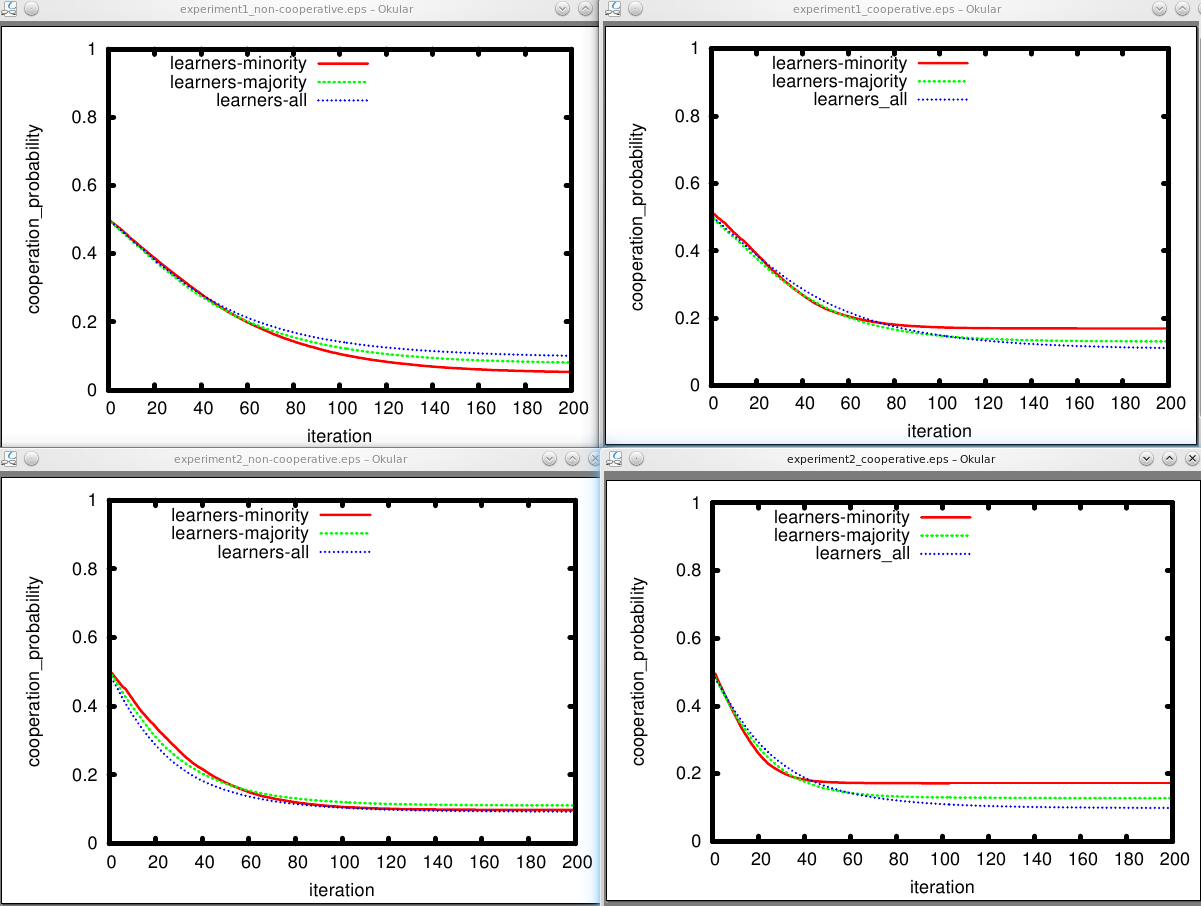 experiment1_non-cooperative.eps – Okular
1
learners-minority
learners-majority
learners-all
0.8
0.6
0.4
0.2
0
cooperation_probability
0 20 40 60 80 100 120 140 160 180 200
iteration
experiment1_cooperative.eps – Okular
1
learners-minority
learners-majority
learners_all
0.8
0.6
0.4
0.2
0
cooperation_probability
0 20 40 60 80 100 120 140 160 180 200
iteration
experiment2_non-cooperative.eps – Okular
1
learners-minority
learners-majority
learners-all
0.8
0.6
0.4
0.2
0
cooperation_probability
0 20 40 60 80 100 120 140 160 180 200
iteration
experiment2_cooperative.eps – Okular
1
learners-minority
learners-majority
learners_all
0.8
0.6
0.4
0.2
0
cooperation_probability
0 20 40 60 80 100 120 140 160 180 200
iteration